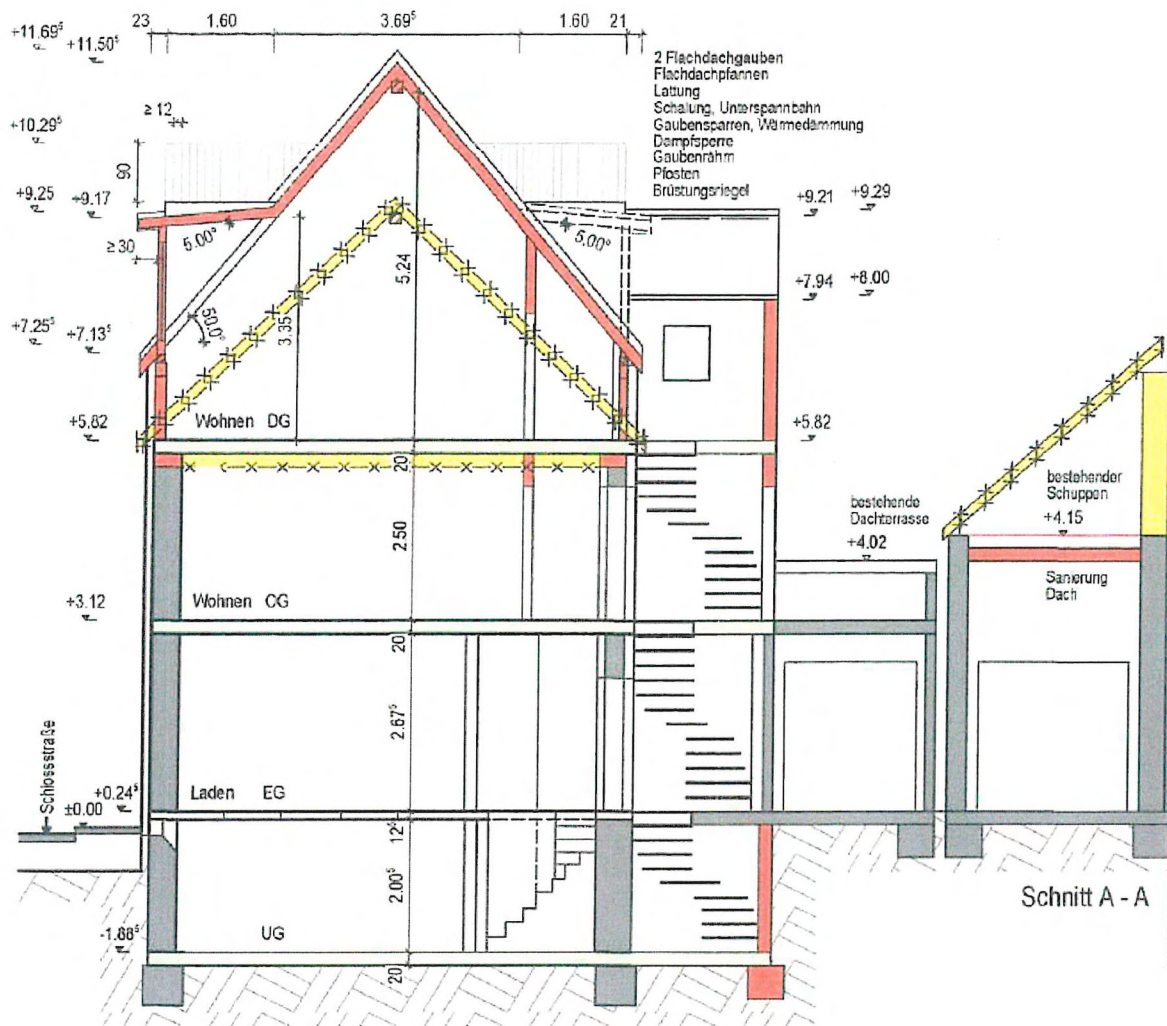 23 1.60 3.69⁵ 1.60 21
+11.69⁵ +11.50⁵
2 Flachdachgauben
Flachdachpfannen
Lattung
Schalung, Unterspannbahn
Gaubensparren, Wärmedämmung
Dampfsperre
Gaubenrähm
Pfosten
Brüstungsriegel
≥12
+10.29⁵
90
+9.25 +9.17
+9.21 +9.29
5.00°
5.00°
≥30
5.24
3.35
50.0°
+7.94 +8.00
+7.25⁵ +7.13⁵
+5.82
Wohnen DG
+5.82
20
bestehende
Dachterrasse
+4.02
bestehender
Schuppen
+4.15
2.50
Sanierung
Dach
+3.12
Wohnen OG
20
2.67⁵
Schlossstraße
±0.00
+0.24⁵
Laden EG
12⁵
2.00⁵
Schnitt A - A
-1.88⁵
UG
20